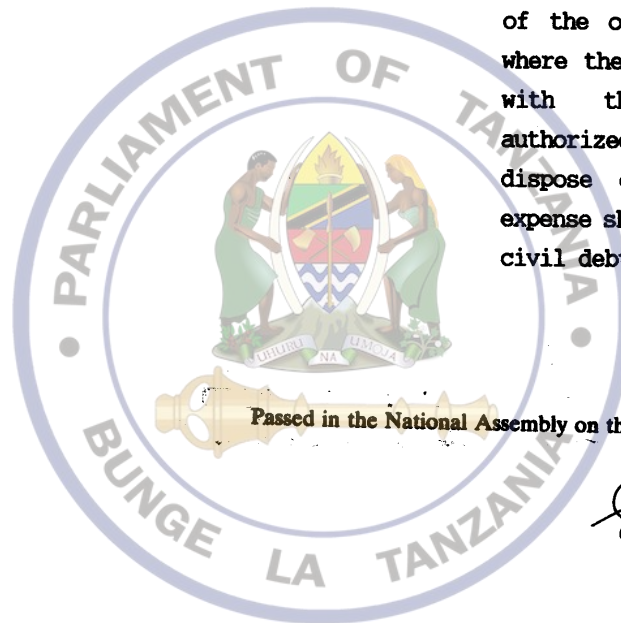 of the o
where the
with th
authorized
dispose
expense sh
civil deb
PARLIAMENT OF TANZANIA
UHURU NA UMOJA
Passed in the National Assembly on th
BUNGE LA TANZANIA